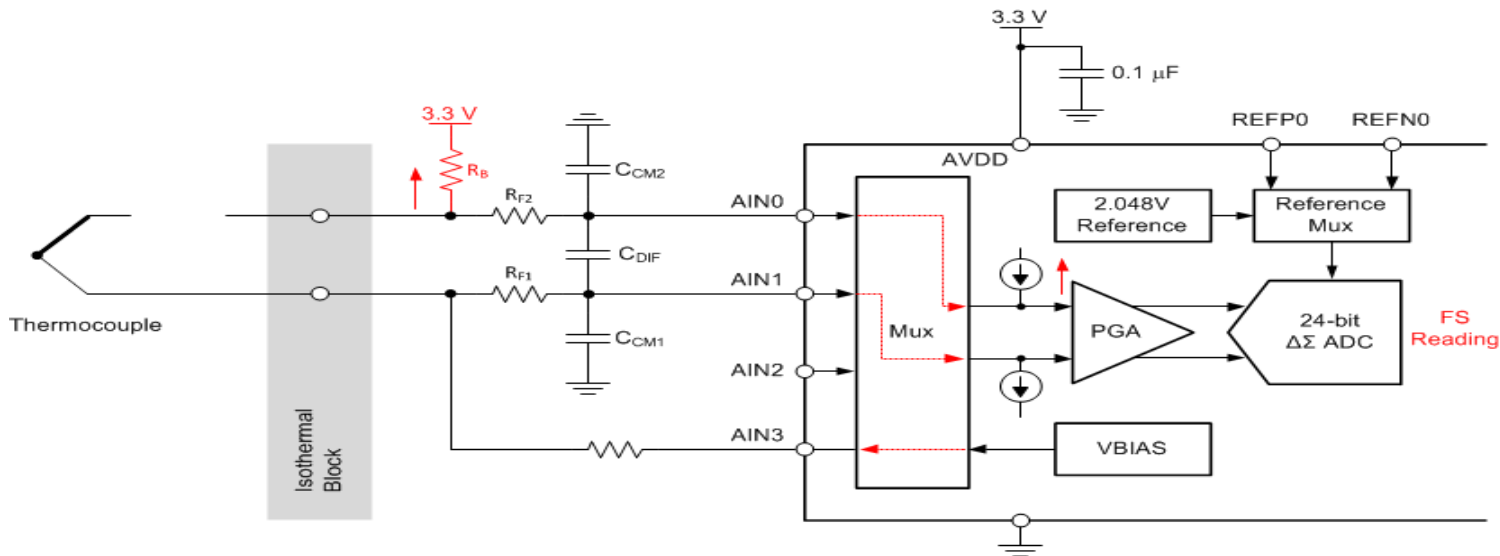 3.3 V
0.1 µF
3.3 V
REFP0
REFN0
R_B
C_CM2
AVDD
R_F2
AIN0
2.048V
Reference
Reference
Mux
C_DIF
R_F1
AIN1
Thermocouple
Mux
PGA
24-bit
ΔΣ ADC
FS
Reading
C_CM1
AIN2
Isothermal
Block
AIN3
VBIAS